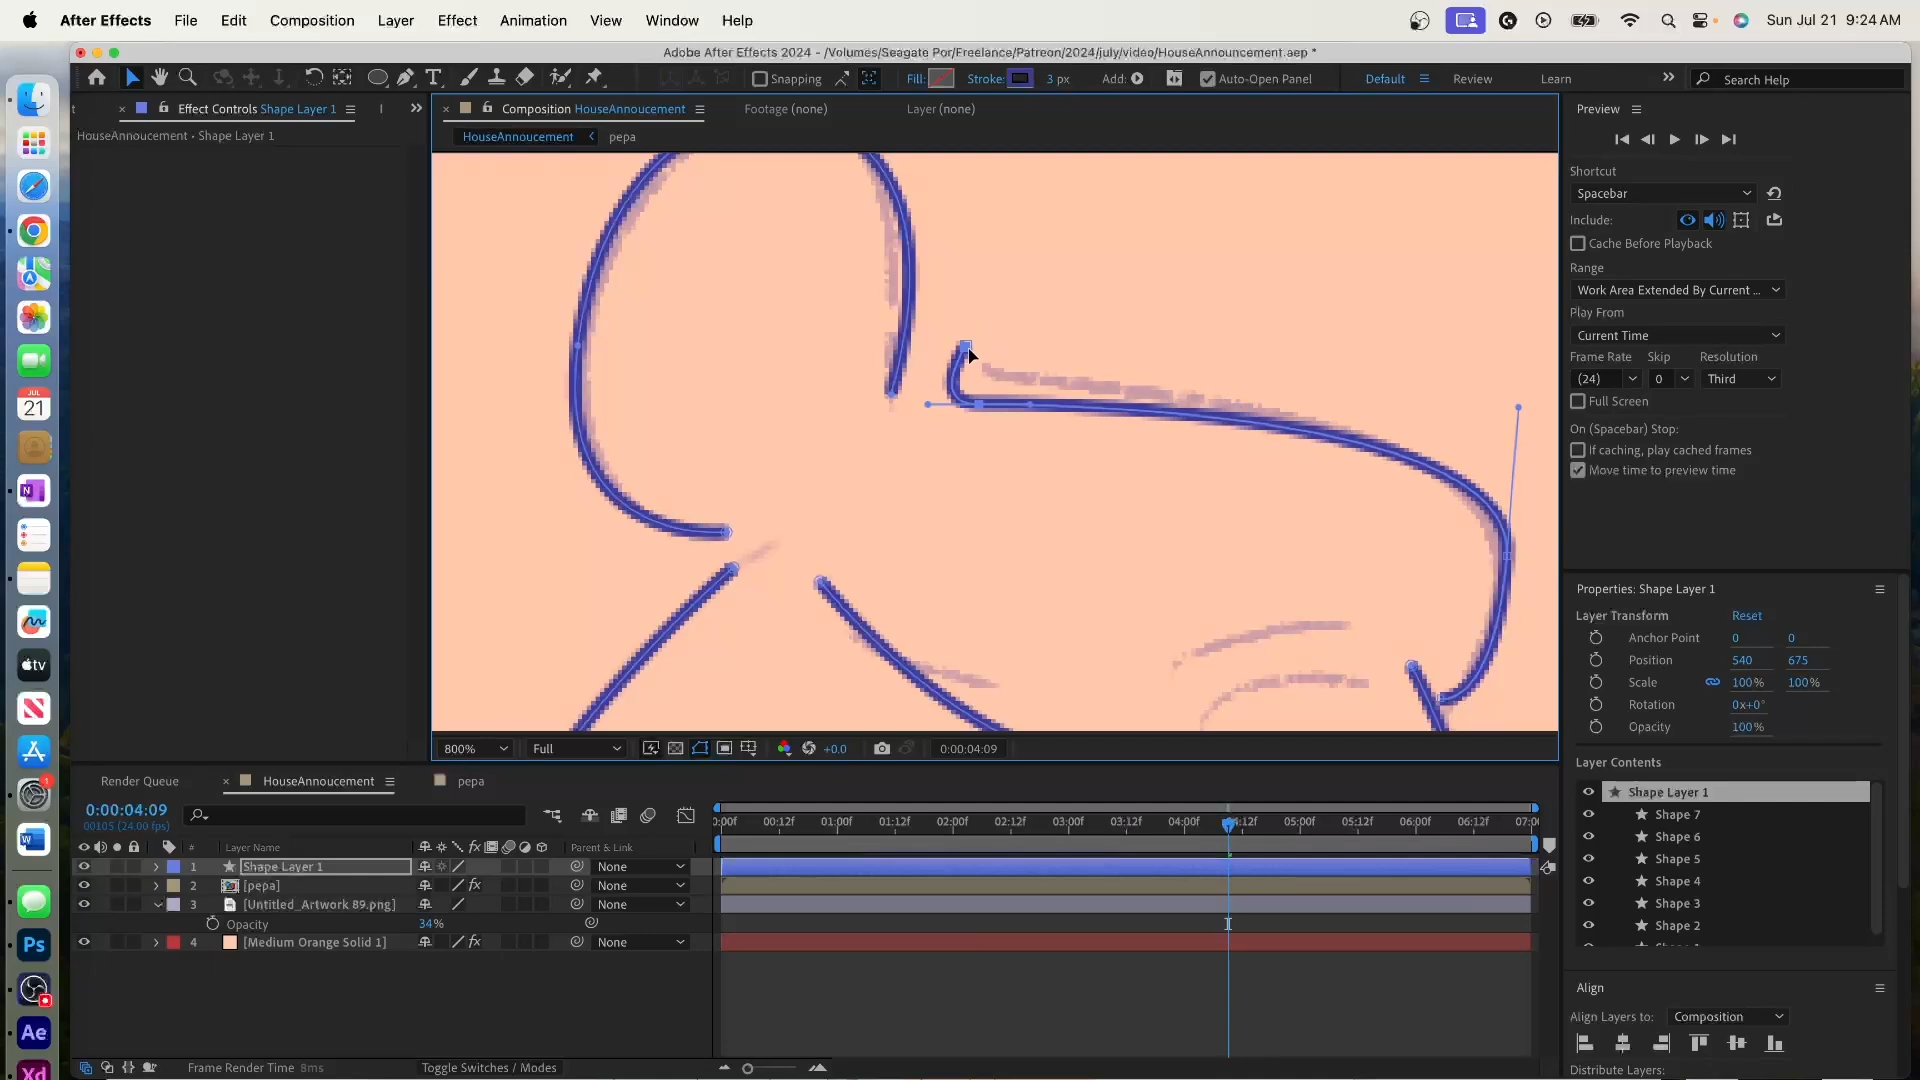 After Effects File Edit Composition Layer Effect Animation View Window Help Sun Jul 21 9:24 AM
Adobe After Effects 2024 - /Volumes/Seagate Por/Freelance/Patreon/2024/july/video/HouseAnnouncement.aep *
Snapping Fill: Stroke: 3 px Add: Auto-Open Panel Default Review Learn Search Help
Effect Controls Shape Layer 1
Composition HouseAnnoucement Footage (none) Layer (none)
HouseAnnoucement • Shape Layer 1
HouseAnnoucement pepa
Preview
Shortcut
Spacebar
Include:
Cache Before Playback
Range
Work Area Extended By Current ...
Play From
Current Time
Frame Rate Skip Resolution
(24) 0 Third
Full Screen
On (Spacebar) Stop:
If caching, play cached frames
Move time to preview time
Properties: Shape Layer 1
Layer Transform Reset
Anchor Point 0 0
Position 540 675
Scale 100% 100%
Rotation 0x+0°
Opacity 100%
Layer Contents
Shape Layer 1
Shape 7
Shape 6
Shape 5
Shape 4
Shape 3
Shape 2
Align
Align Layers to: Composition
Distribute Layers:
800% Full +0.0 0:00:04:09
Render Queue HouseAnnoucement pepa
0:00:04:09
00105 (24.00 fps)
0:00f 00:12f 01:00f 01:12f 02:00f 02:12f 03:00f 03:12f 04:00f 04:12f 05:00f 05:12f 06:00f 06:12f 07:0
# Layer Name Parent & Link
1 Shape Layer 1 None
2 [pepa] fx None
3 [Untitled_Artwork 89.png] None
Opacity 34%
4 [Medium Orange Solid 1] fx None
Frame Render Time 8ms Toggle Switches / Modes
JUL
21
tv
1
Ps
Ae
Xd